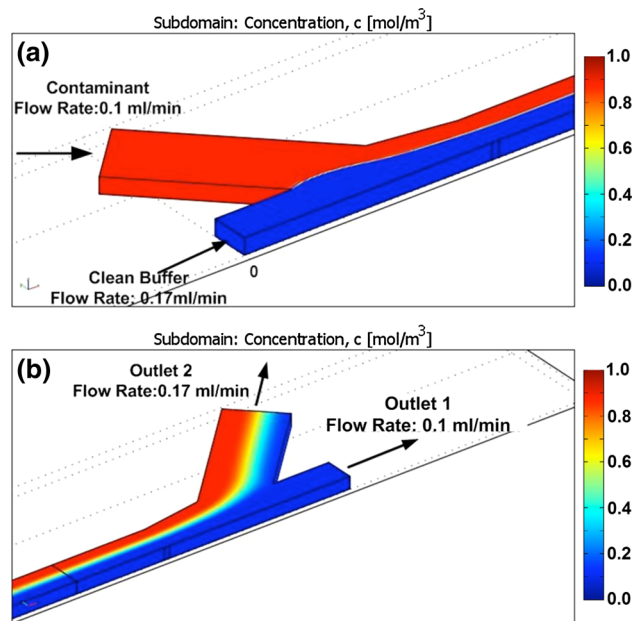 Subdomain: Concentration, c [mol/m³]
(a)
Contaminant
Flow Rate:0.1 ml/min
Clean Buffer
Flow Rate: 0.17ml/min
0
1.0
0.8
0.6
0.4
0.2
0.0
Subdomain: Concentration, c [mol/m³]
(b)
Outlet 2
Flow Rate:0.17 ml/min
Outlet 1
Flow Rate: 0.1 ml/min
1.0
0.8
0.6
0.4
0.2
0.0